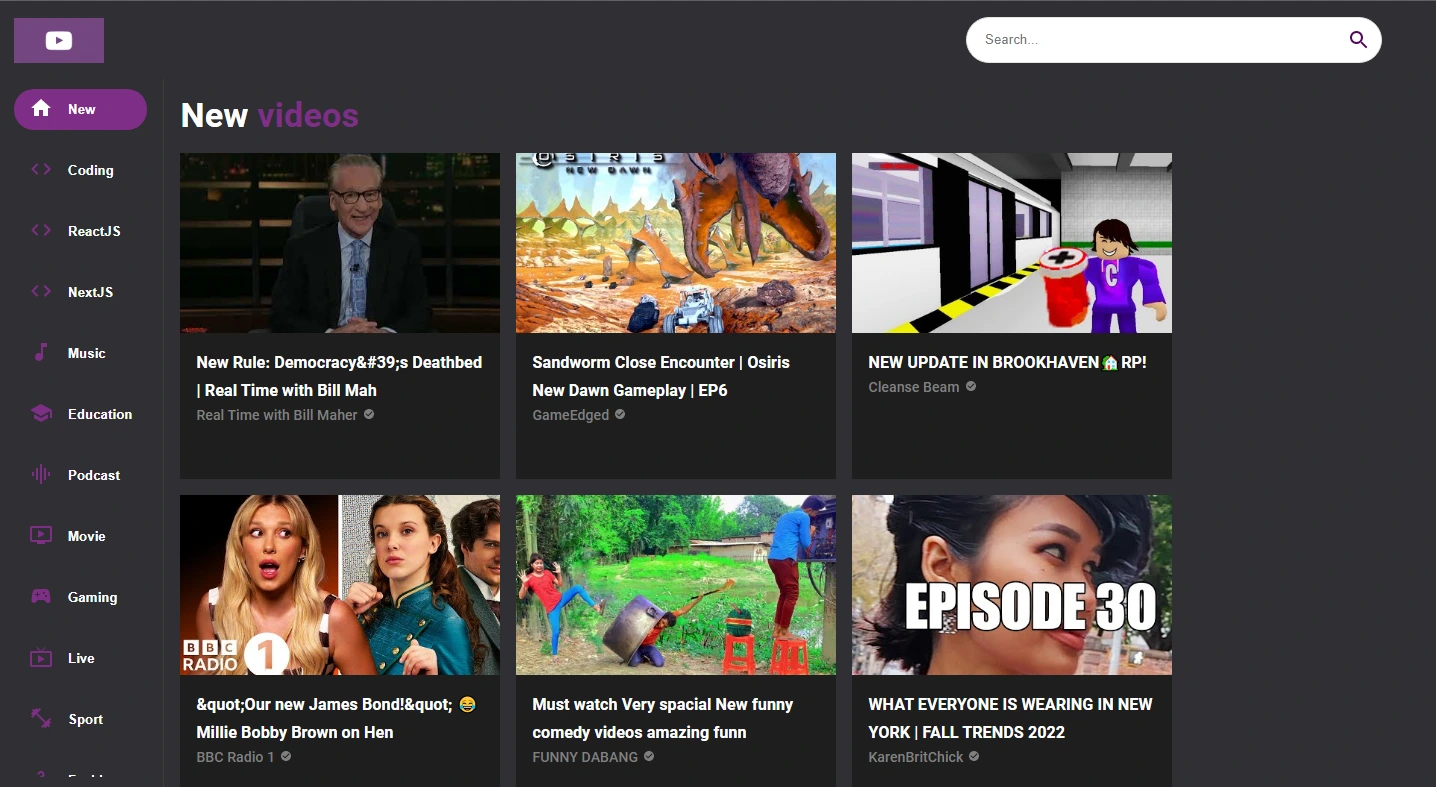 Search...
New
Coding
ReactJS
NextJS
Music
Education
Podcast
Movie
Gaming
Live
Sport
New videos
OSIRIS
NEW DAWN
C
New Rule: Democracy&#39;s Deathbed
| Real Time with Bill Mah
Real Time with Bill Maher
Sandworm Close Encounter | Osiris
New Dawn Gameplay | EP6
GameEdged
NEW UPDATE IN BROOKHAVEN🏠RP!
Cleanse Beam
BBC
RADIO 1
EPISODE 30
&quot;Our new James Bond!&quot; 😂
Millie Bobby Brown on Hen
BBC Radio 1
Must watch Very spacial New funny
comedy videos amazing funn
FUNNY DABANG
WHAT EVERYONE IS WEARING IN NEW
YORK | FALL TRENDS 2022
KarenBritChick